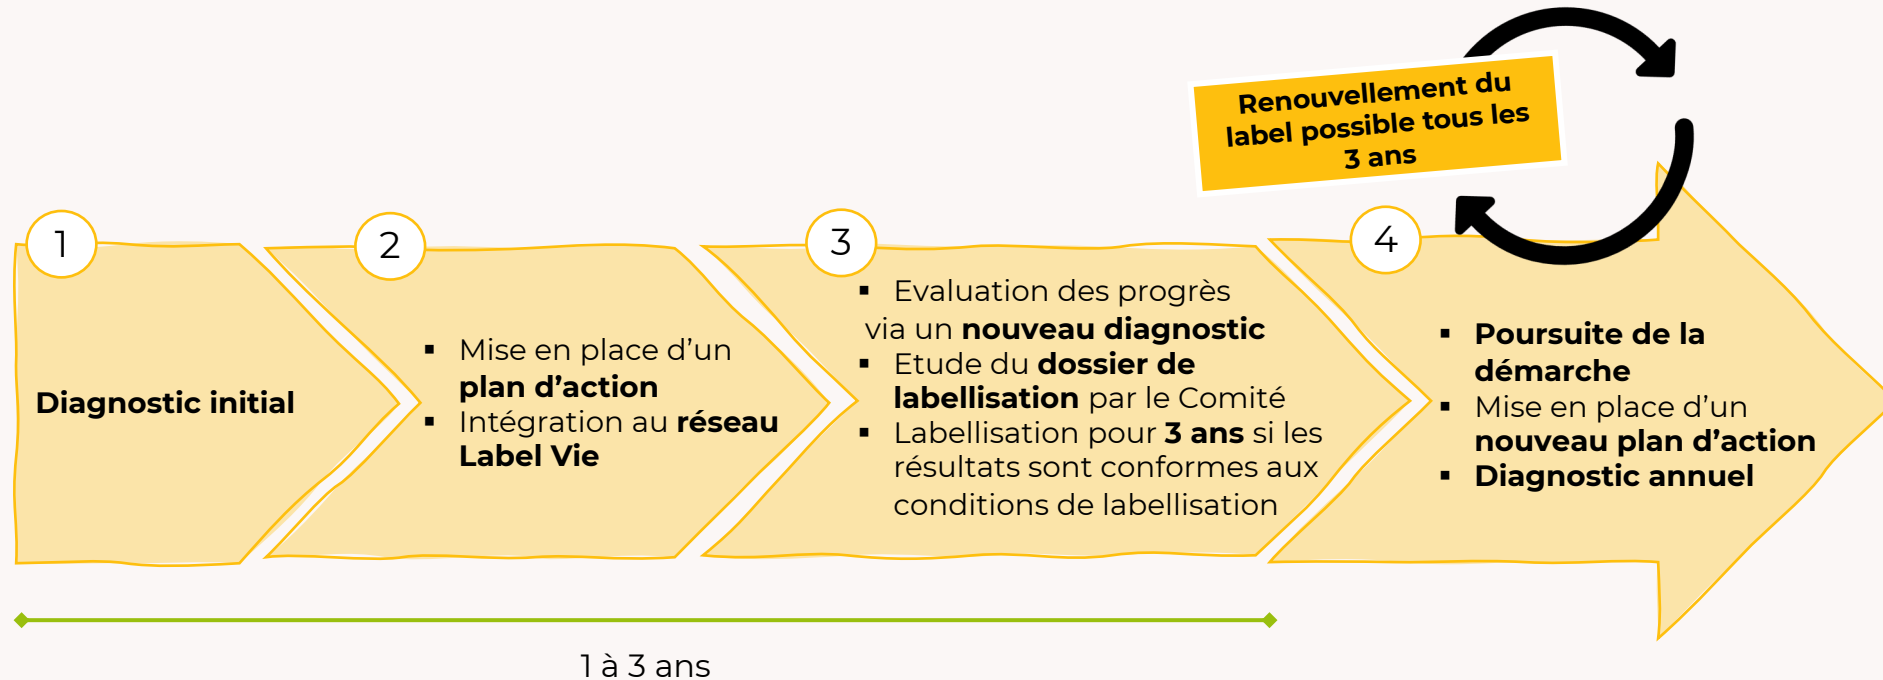 Renouvellement du
label possible tous les
3 ans
1
Diagnostic initial
2
▪ Mise en place d’un
plan d’action
▪ Intégration au réseau
Label Vie
3
▪ Evaluation des progrès
via un nouveau diagnostic
▪ Etude du dossier de
labellisation par le Comité
▪ Labellisation pour 3 ans si les
résultats sont conformes aux
conditions de labellisation
4
▪ Poursuite de la
démarche
▪ Mise en place d’un
nouveau plan d’action
▪ Diagnostic annuel
1 à 3 ans